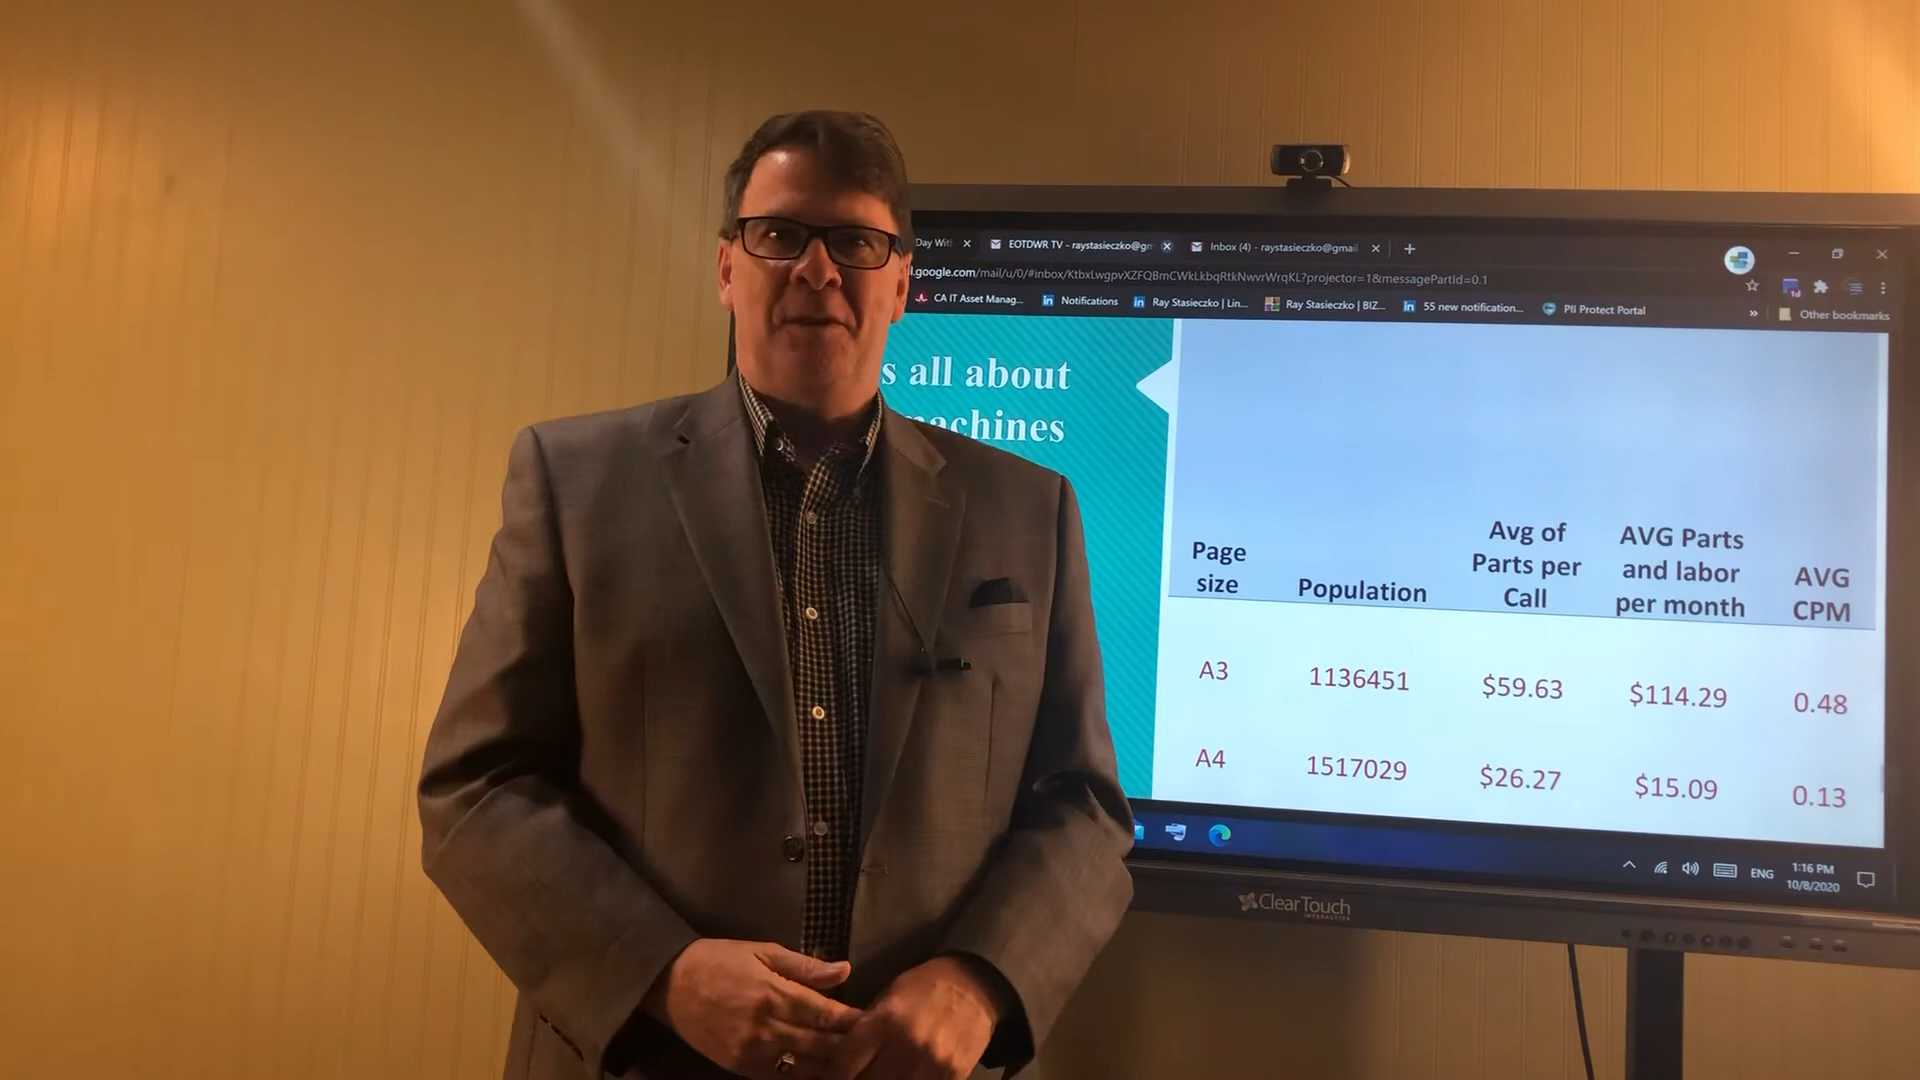 Day With
EOTDWR TV - raystasieczko@gm
Inbox (4) - raystasieczko@gmail
l.google.com/mail/u/0/#inbox/KtbxLwgpvXZFQBmCWkLkbqRtkNwvrWrqKL?projector=1&messagePartId=0.1
CA IT Asset Manag...
Notifications
Ray Stasieczko | Lin...
Ray Stasieczko | BIZ...
55 new notification...
PII Protect Portal
Other bookmarks
s all about
machines
Page size
Population
Avg of Parts per Call
AVG Parts and labor per month
AVG CPM
A3 1136451 $59.63 $114.29 0.48
A4 1517029 $26.27 $15.09 0.13
ENG
1:16 PM
10/8/2020
ClearTouch
INTERACTIVE